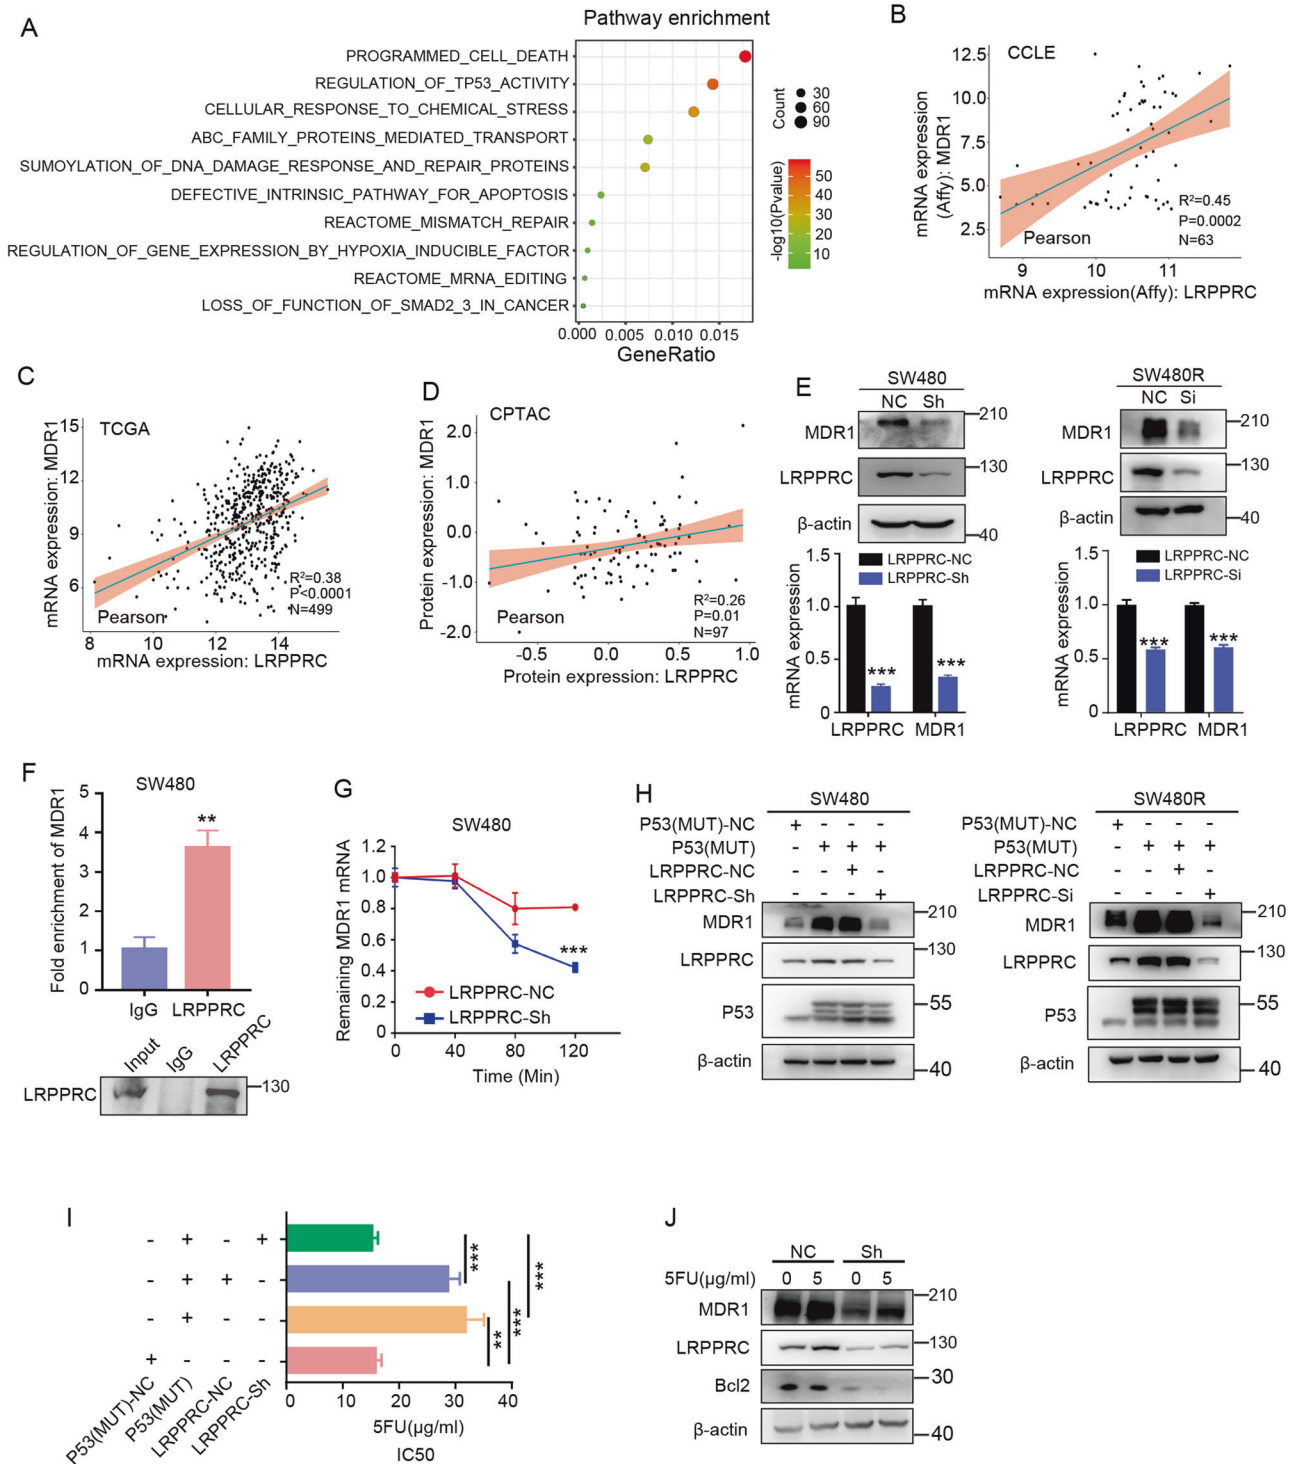 A
Pathway enrichment
PROGRAMMED_CELL_DEATH
REGULATION_OF_TP53_ACTIVITY
CELLULAR_RESPONSE_TO_CHEMICAL_STRESS
ABC_FAMILY_PROTEINS_MEDIATED_TRANSPORT
SUMOYLATION_OF_DNA_DAMAGE_RESPONSE_AND_REPAIR_PROTEINS
DEFECTIVE_INTRINSIC_PATHWAY_FOR_APOPTOSIS
REACTOME_MISMATCH_REPAIR
REGULATION_OF_GENE_EXPRESSION_BY_HYPOXIA_INDUCIBLE_FACTOR
REACTOME_MRNA_EDITING
LOSS_OF_FUNCTION_OF_SMAD2_3_IN_CANCER
0.000 0.005 0.010 0.015
GeneRatio
Count
30
60
90
-log10(Pvalue)
50
40
30
20
10
B
CCLE
mRNA expression
(Affy): MDR1
12.5
10.0
7.5
5.0
2.5
R²=0.45
P=0.0002
N=63
Pearson
9 10 11
mRNA expression(Affy): LRPPRC
C
TCGA
mRNA expression: MDR1
15
12
9
6
R²=0.38
P<0.0001
N=499
Pearson
8 10 12 14
mRNA expression: LRPPRC
D
CPTAC
Protein expression: MDR1
2.0
1.0
0.0
-1.0
-2.0
R²=0.26
P=0.01
N=97
Pearson
-0.5 0.0 0.5 1.0
Protein expression: LRPPRC
E
SW480
NC Sh
MDR1
210
LRPPRC
130
β-actin
40
mRNA expression
1.5
1.0
0.5
0
LRPPRC-NC
LRPPRC-Sh
*** ***
LRPPRC MDR1
SW480R
NC Si
MDR1
210
LRPPRC
130
β-actin
40
mRNA expression
1.5
1.0
0.5
0
LRPPRC-NC
LRPPRC-Si
*** ***
LRPPRC MDR1
F
SW480
Fold enrichment of MDR1
5
4
3
2
1
0
**
IgG LRPPRC
Input IgG LRPPRC
LRPPRC
130
G
SW480
Remaining MDR1 mRNA
1.2
1.0
0.8
0.6
0.4
0.2
0
***
LRPPRC-NC
LRPPRC-Sh
0 40 80 120
Time (Min)
H
SW480
P53(MUT)-NC + - - -
P53(MUT) - + + +
LRPPRC-NC - - + -
LRPPRC-Sh - - - +
MDR1
210
LRPPRC
130
P53
55
β-actin
40
SW480R
P53(MUT)-NC + - - -
P53(MUT) - + + +
LRPPRC-NC - - + -
LRPPRC-Si - - - +
MDR1
210
LRPPRC
130
P53
55
β-actin
40
I
- + - +
- + + -
- + - -
+ - - -
P53(MUT)-NC
P53(MUT)
LRPPRC-NC
LRPPRC-Sh
*** *** *** **
0 10 20 30 40
5FU(μg/ml)
IC50
J
NC Sh
5FU(μg/ml) 0 5 0 5
MDR1
210
LRPPRC
130
Bcl2
30
β-actin
40